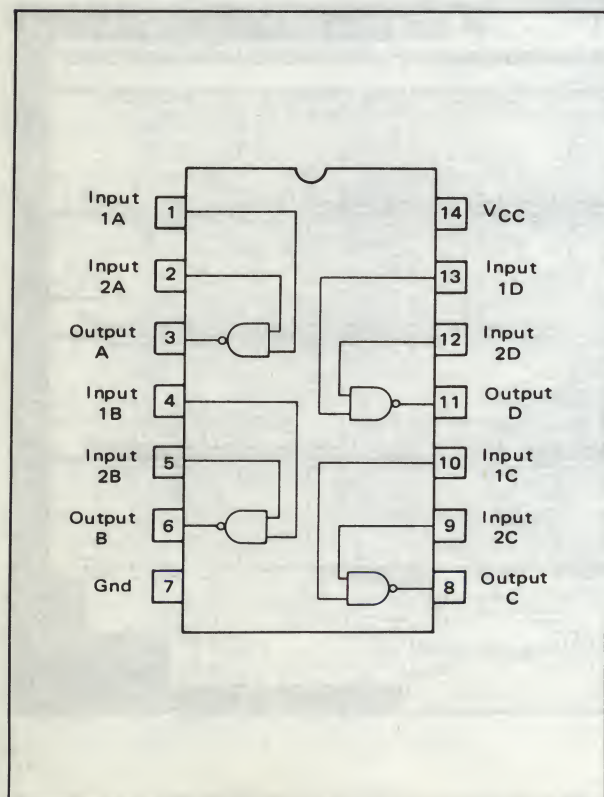 Input
1A
1
14
VCC
Input
2A
2
13
Input
1D
Output
A
3
12
Input
2D
Input
1B
4
11
Output
D
Input
2B
5
10
Input
1C
Output
B
6
9
Input
2C
Gnd
7
8
Output
C